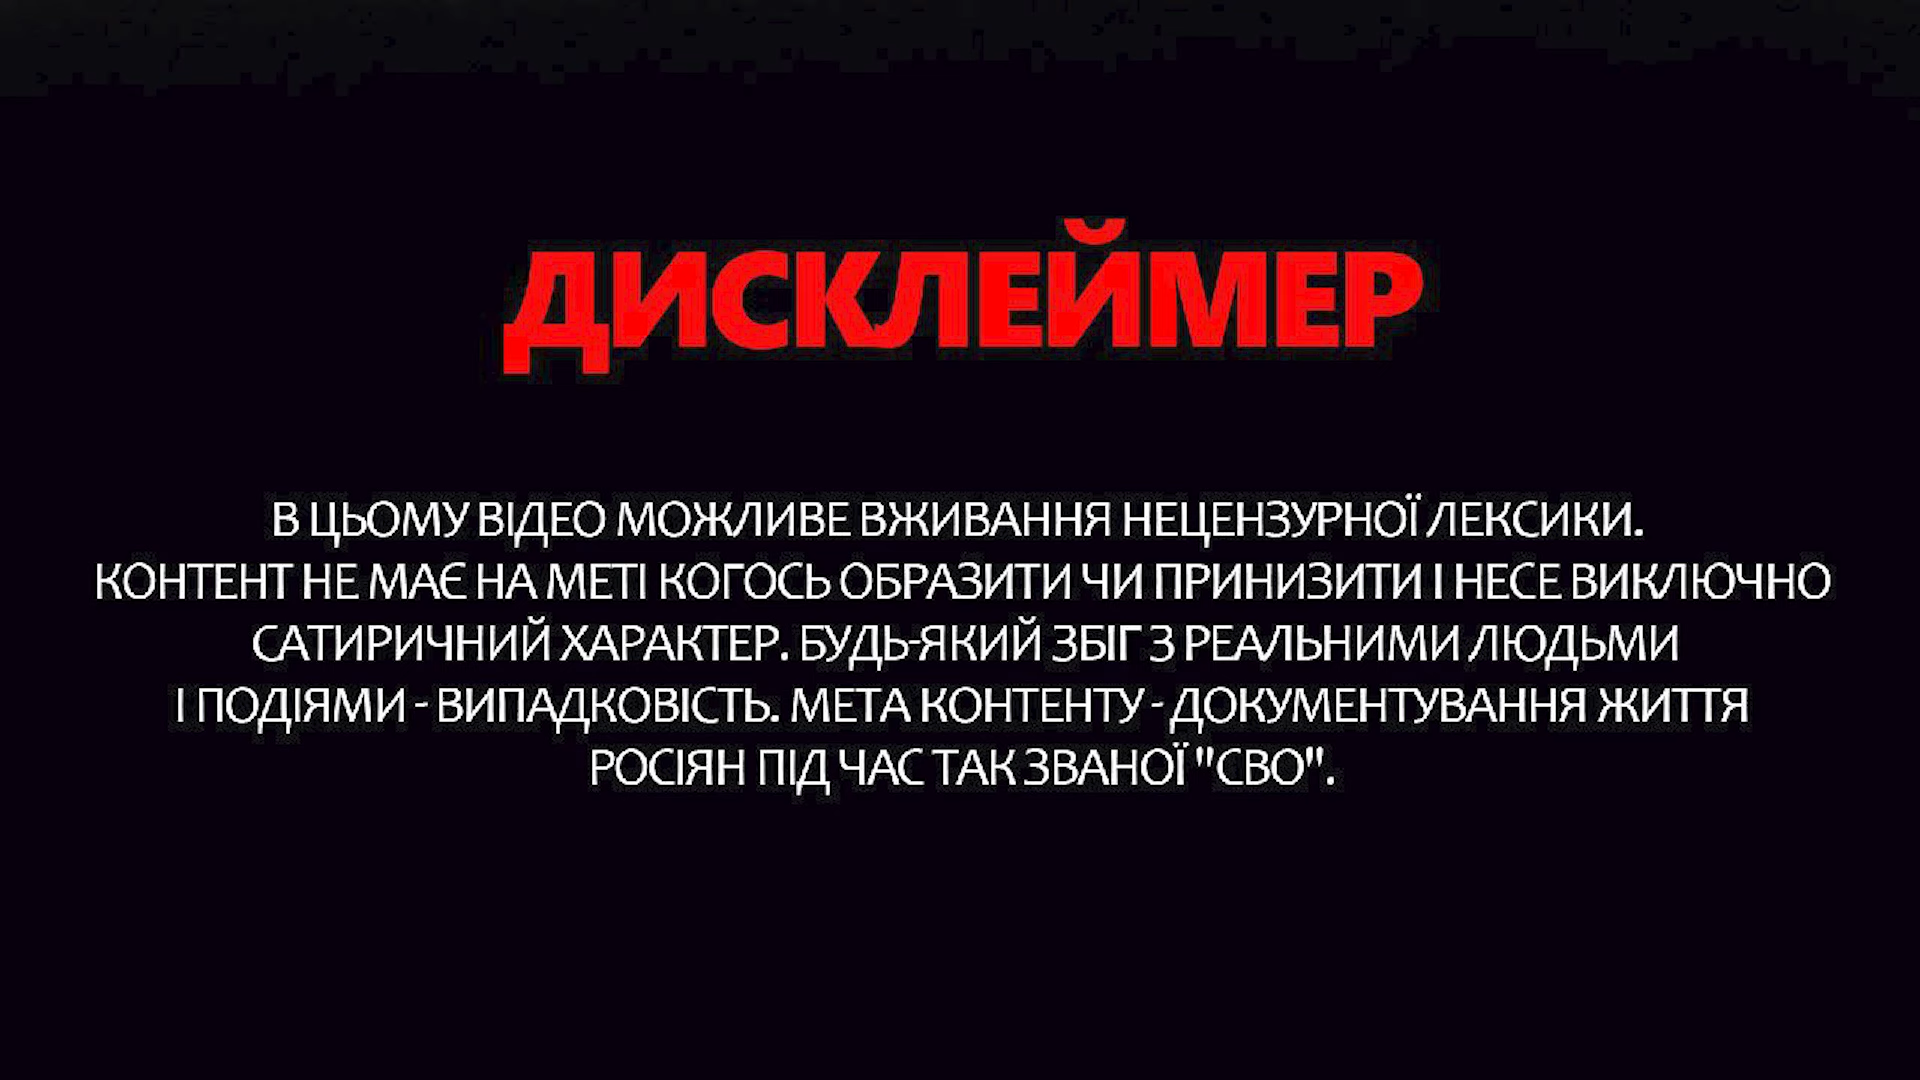 ДИСКЛЕЙМЕР
В ЦЬОМУ ВІДЕО МОЖЛИВЕ ВЖИВАННЯ НЕЦЕНЗУРНОЇ ЛЕКСИКИ.
КОНТЕНТ НЕ МАЄ НА МЕТІ КОГОСЬ ОБРАЗИТИ ЧИ ПРИНИЗИТИ І НЕСЕ ВИКЛЮЧНО
САТИРИЧНИЙ ХАРАКТЕР. БУДЬ-ЯКИЙ ЗБІГ З РЕАЛЬНИМИ ЛЮДЬМИ
І ПОДІЯМИ - ВИПАДКОВІСТЬ. МЕТА КОНТЕНТУ - ДОКУМЕНТУВАННЯ ЖИТТЯ
РОСІЯН ПІД ЧАС ТАК ЗВАНОЇ "СВО".